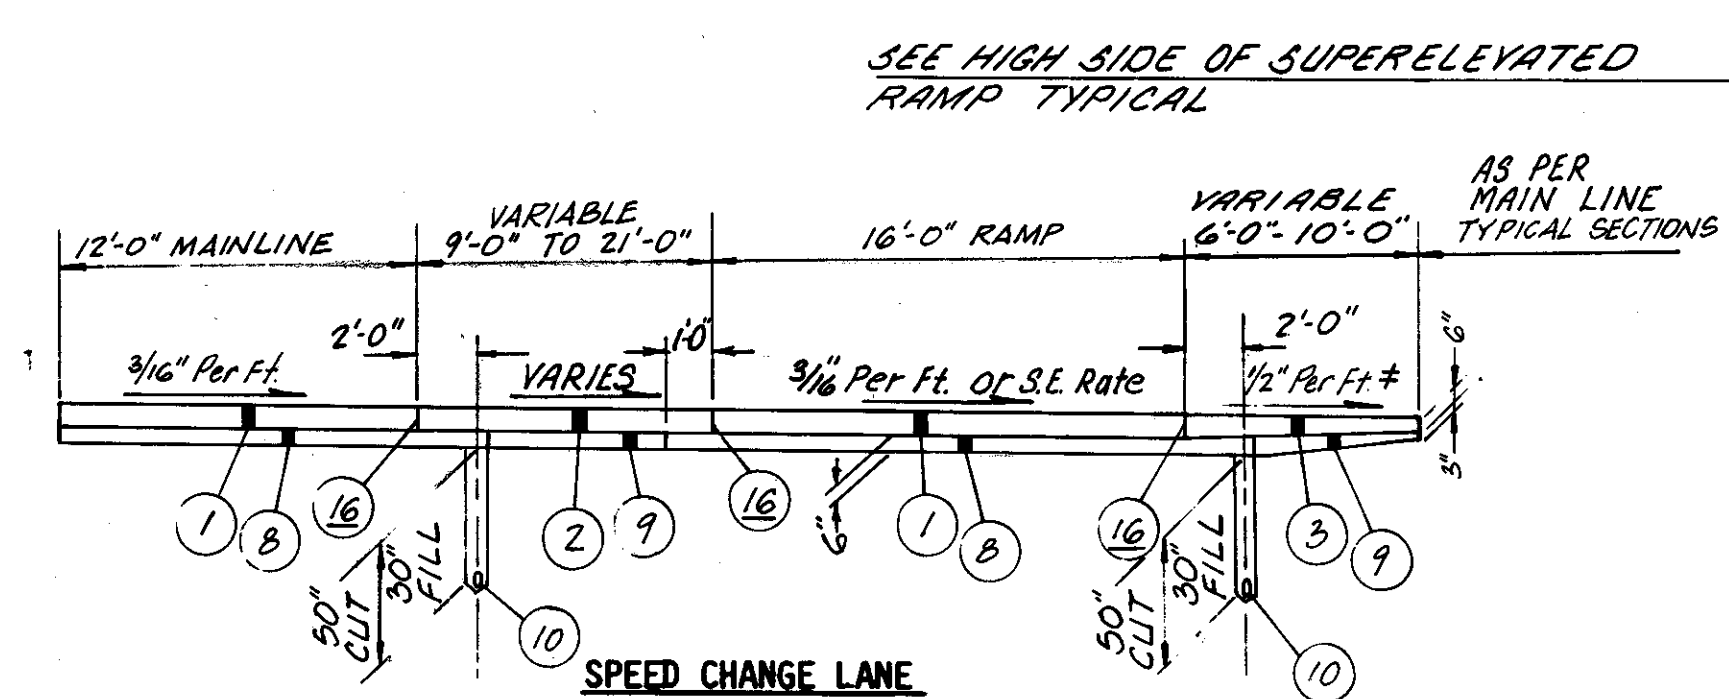 SEE HIGH SIDE OF SUPERELEVATED
RAMP TYPICAL
AS PER
MAIN LINE
TYPICAL SECTIONS
12'-0" MAINLINE
VARIABLE
9'-0" TO 21'-0"
16'-0" RAMP
VARIABLE
6'-0"-10'-0"
2'-0"
1'-0"
2'-0"
6"
3/16" Per Ft.
VARIES
3/16" Per Ft. or S.E. Rate
1/2" Per Ft. ‡
3"
1
8
16
2
9
16
6"
1
8
16
3
9
50" CUT
30" FILL
10
50" CUT
30" FILL
10
SPEED CHANGE LANE